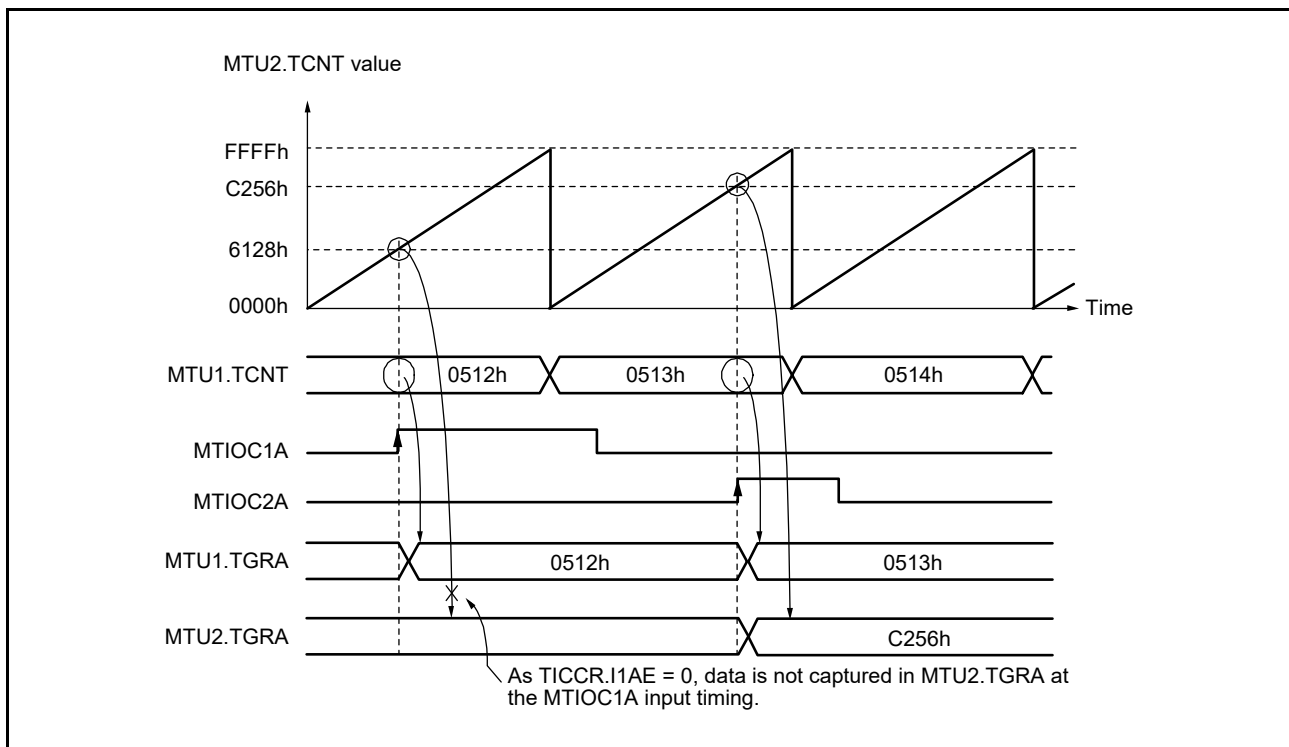 MTU2.TCNT value
FFFFh
C256h
6128h
0000h
Time
MTU1.TCNT
0512h
0513h
0514h
MTIOC1A
MTIOC2A
MTU1.TGRA
0512h
0513h
MTU2.TGRA
C256h
As TICCR.I1AE = 0, data is not captured in MTU2.TGRA at
the MTIOC1A input timing.